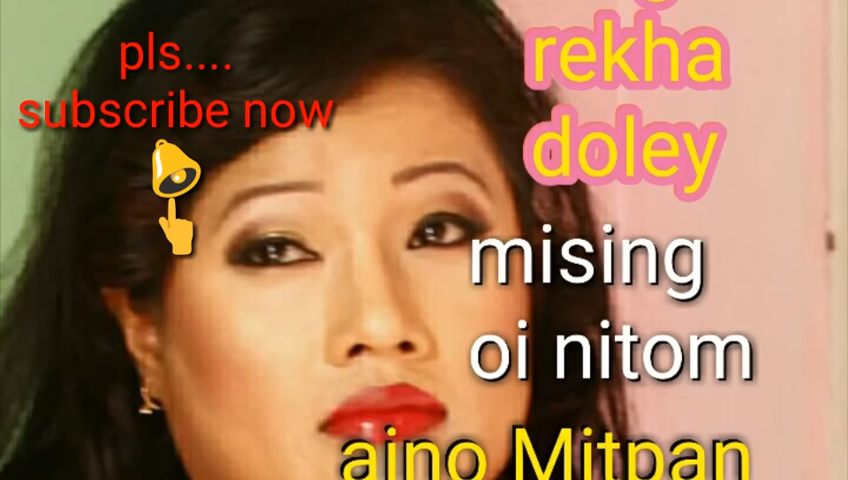 pls....
subscribe now
rekha
doley
mising
oi nitom
aino Mitpan